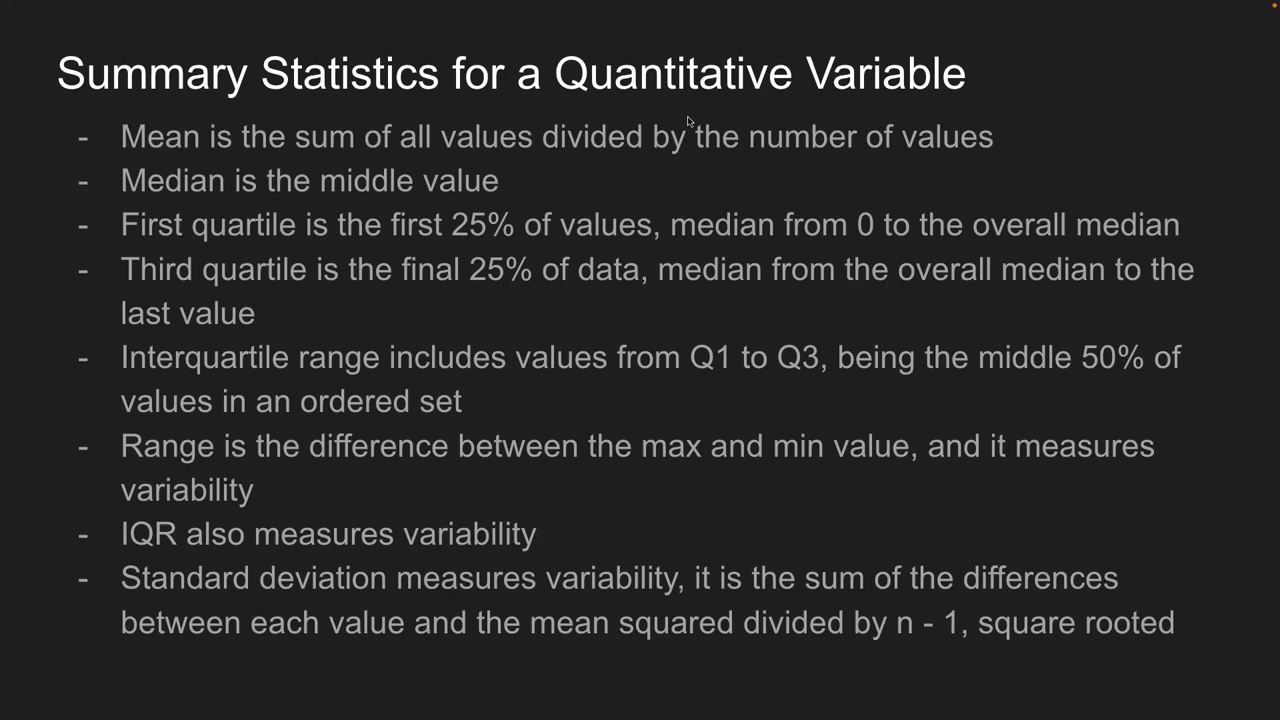 Summary Statistics for a Quantitative Variable
- Mean is the sum of all values divided by the number of values
- Median is the middle value
- First quartile is the first 25% of values, median from 0 to the overall median
- Third quartile is the final 25% of data, median from the overall median to the
last value
- Interquartile range includes values from Q1 to Q3, being the middle 50% of
values in an ordered set
- Range is the difference between the max and min value, and it measures
variability
- IQR also measures variability
- Standard deviation measures variability, it is the sum of the differences
between each value and the mean squared divided by n - 1, square rooted